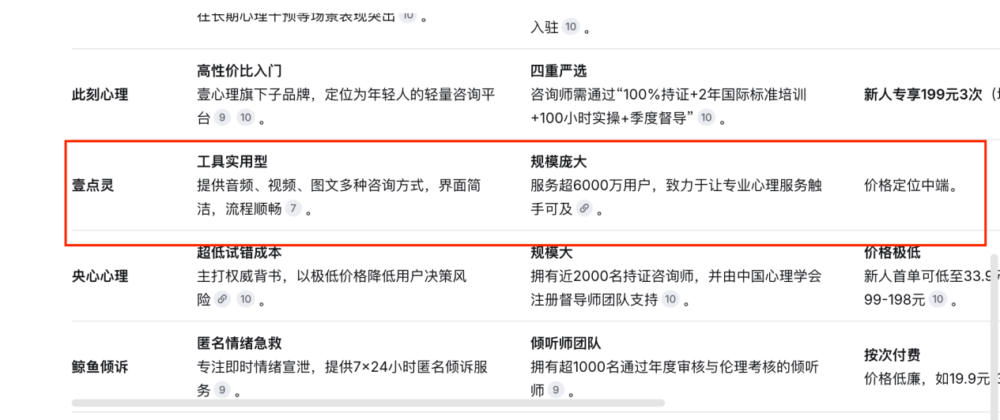 在长期心理干预等场景表现突出 10 。
入驻 10 。
此刻心理
高性价比入门
壹心理旗下子品牌，定位为年轻人的轻量咨询平
台 9 10 。
四重严选
咨询师需通过“100%持证+2年国际标准培训
+100小时实操+季度督导” 10 。
新人专享199元3次
壹点灵
工具实用型
提供音频、视频、图文多种咨询方式，界面简
洁，流程顺畅 7 。
规模庞大
服务超6000万用户，致力于让专业心理服务触
手可及 。
价格定位中端。
央心心理
超低试错成本
主打权威背书，以极低价格降低用户决策风
险 10 。
规模大
拥有近2000名持证咨询师，并由中国心理学会
注册督导师团队支持 10 。
价格极低
新人首单可低至33.9
99-198元 10 。
鲸鱼倾诉
匿名情绪急救
专注即时情绪宣泄，提供7×24小时匿名倾诉服
务 9 。
倾听师团队
拥有超1000名通过年度审核与伦理考核的倾听
师 9 。
按次付费
价格低廉，如19.9元